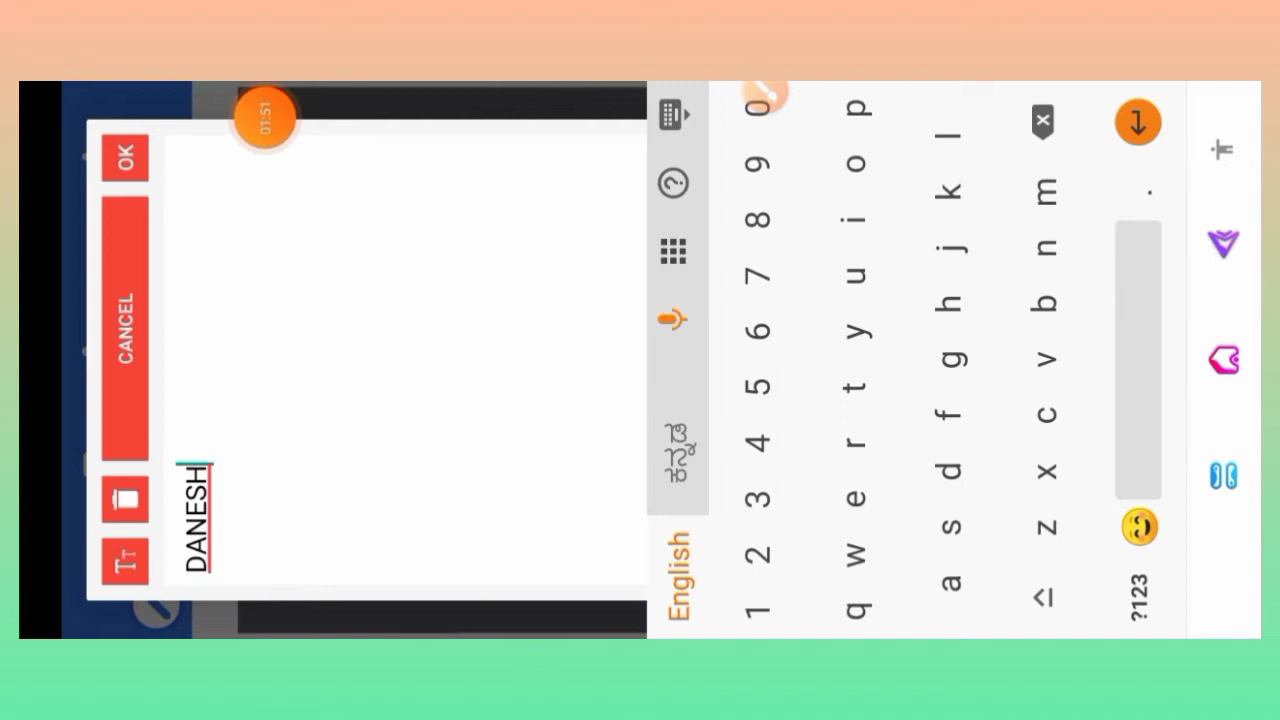 TT
CANCEL
OK
01:51
DANESH
English
ಕನ್ನಡ
1 2 3 4 5 6 7 8 9 0
q w e r t y u i o p
a s d f g h j k l
z x c v b n m
?123
.